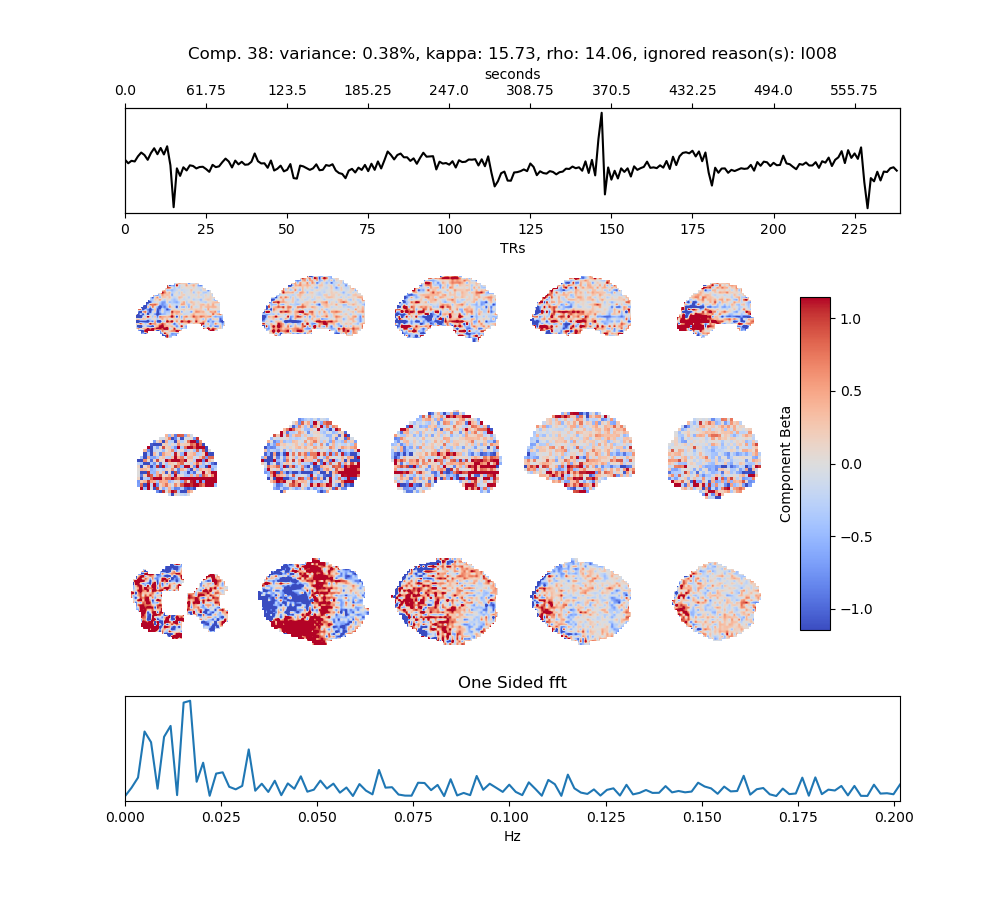 Comp. 38: variance: 0.38%, kappa: 15.73, rho: 14.06, ignored reason(s): I008
seconds
0.0 61.75 123.5 185.25 247.0 308.75 370.5 432.25 494.0 555.75
0 25 50 75 100 125 150 175 200 225
TRs
1.0
0.5
0.0
−0.5
−1.0
Component Beta
One Sided fft
0.000 0.025 0.050 0.075 0.100 0.125 0.150 0.175 0.200
Hz